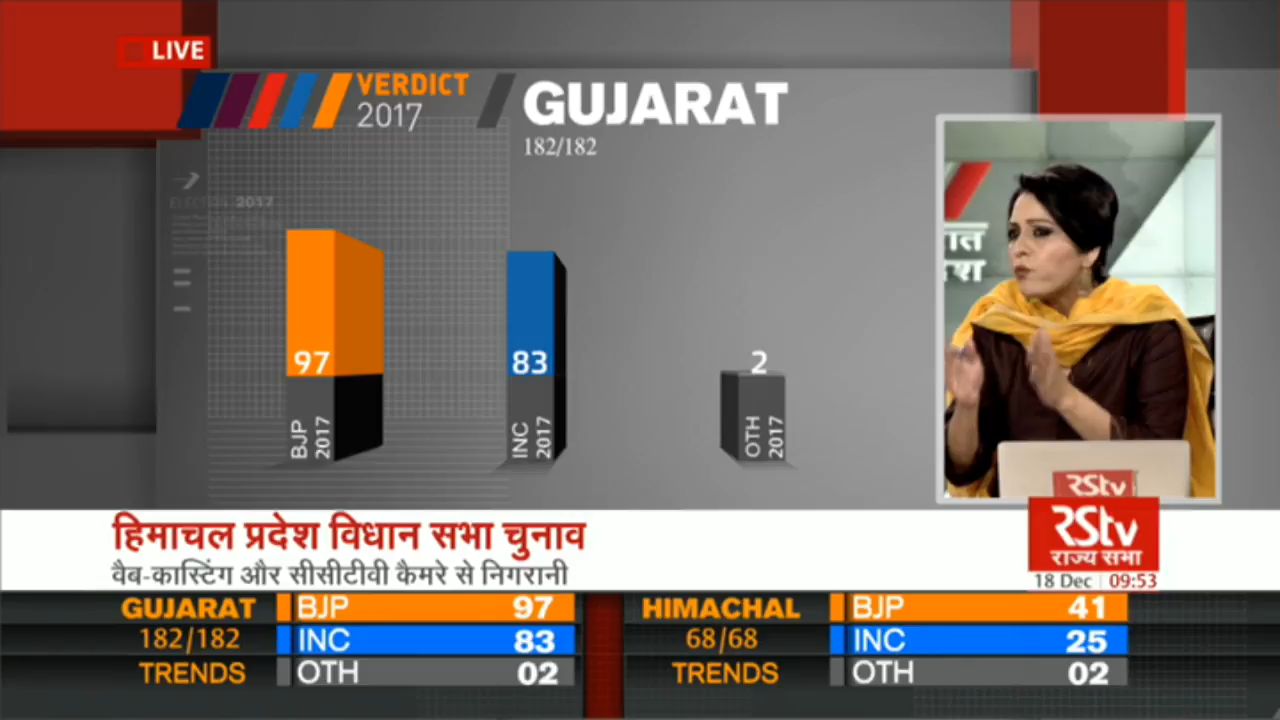 LIVE
VERDICT
2017
GUJARAT
182/182
97
BJP
2017
83
INC
2017
2
OTH
2017
हिमाचल प्रदेश विधान सभा चुनाव
वैब-कास्टिंग और सीसीटीवी कैमरे से निगरानी
RStv
RStv
राज्य सभा
18 Dec 09:53
GUJARAT BJP 97
182/182 INC 83
TRENDS OTH 02
HIMACHAL BJP 41
68/68 INC 25
TRENDS OTH 02